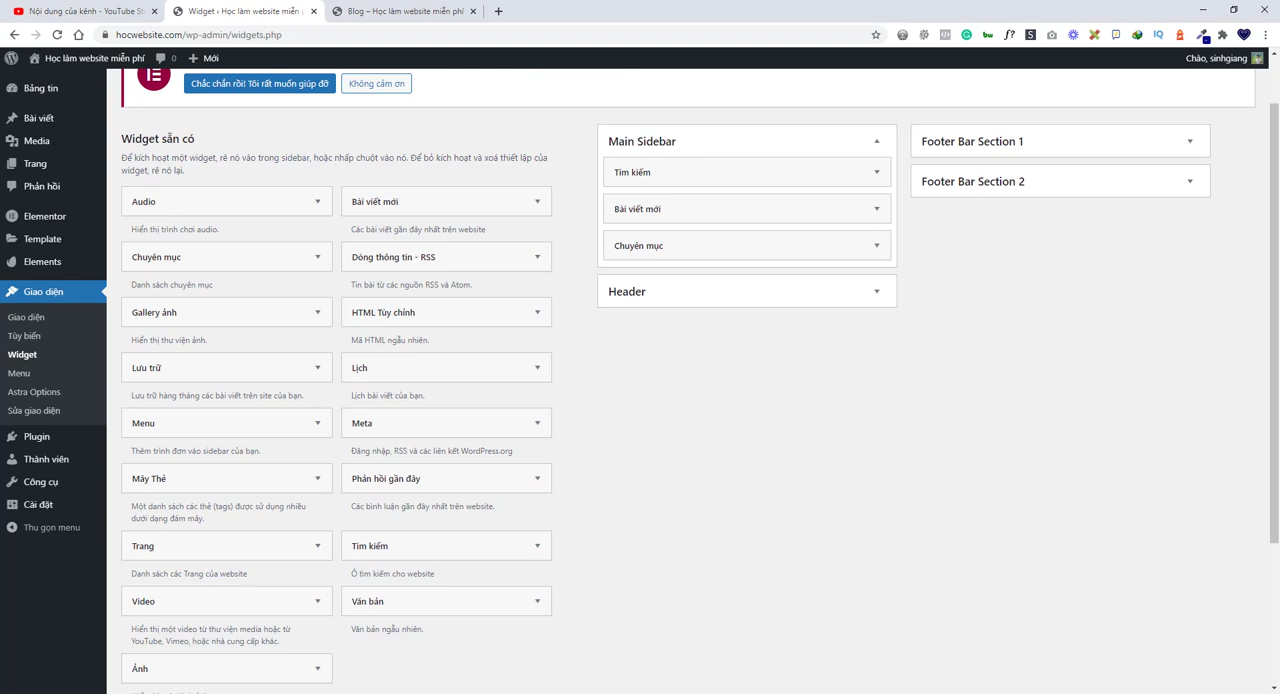 Nội dung của kênh - YouTube St
Widget ‹ Học làm website miễn p
Blog – Học làm website miễn phí
hocwebsite.com/wp-admin/widgets.php
Học làm website miễn phí
0
Mới
Chào, sinhgiang
Bảng tin
Bài viết
Media
Trang
Phản hồi
Elementor
Template
Elements
Giao diện
Giao diện
Tùy biến
Widget
Menu
Astra Options
Sửa giao diện
Plugin
Thành viên
Công cụ
Cài đặt
Thu gọn menu
Chắc chắn rồi! Tôi rất muốn giúp đỡ
Không cảm ơn
Widget sẵn có
Để kích hoạt một widget, rê nó vào trong sidebar, hoặc nhấp chuột vào nó. Để bỏ kích hoạt và xoá thiết lập của
widget, rê nó lại.
Audio
Hiển thị trình chơi audio.
Bài viết mới
Các bài viết gần đây nhất trên website
Chuyên mục
Danh sách chuyên mục
Dòng thông tin - RSS
Tin bài từ các nguồn RSS và Atom.
Gallery ảnh
Hiển thị thư viện ảnh.
HTML Tùy chỉnh
Mã HTML ngẫu nhiên.
Lưu trữ
Lưu trữ hàng tháng các bài viết trên site của bạn.
Lịch
Lịch bài viết của bạn.
Menu
Thêm trình đơn vào sidebar của bạn.
Meta
Đăng nhập, RSS và các liên kết WordPress.org
Mây Thẻ
Một danh sách các thẻ (tags) được sử dụng nhiều
dưới dạng đám mây.
Phản hồi gần đây
Các bình luận gần đây nhất trên website.
Trang
Danh sách các Trang của website
Tìm kiếm
Ô tìm kiếm cho website
Video
Hiển thị một video từ thư viện media hoặc từ
YouTube, Vimeo, hoặc nhà cung cấp khác.
Văn bản
Văn bản ngẫu nhiên.
Ảnh
Main Sidebar
Tìm kiếm
Bài viết mới
Chuyên mục
Header
Footer Bar Section 1
Footer Bar Section 2